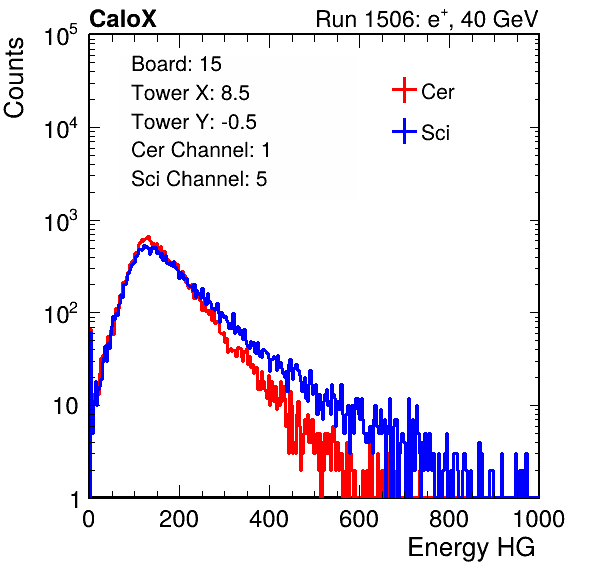 CaloX Run 1506: e⁺, 40 GeV
Counts
10⁵
10⁴
10³
10²
10
1
Board: 15
Tower X: 8.5
Tower Y: -0.5
Cer Channel: 1
Sci Channel: 5
Cer
Sci
0 200 400 600 800 1000
Energy HG